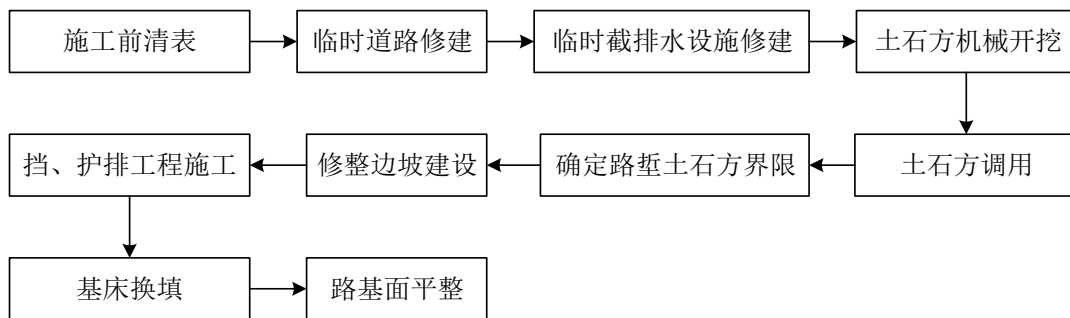 施工前清表
临时道路修建
临时截排水设施修建
土石方机械开挖
土石方调用
确定路堑土石方界限
修整边坡建设
挡、护排工程施工
基床换填
路基面平整